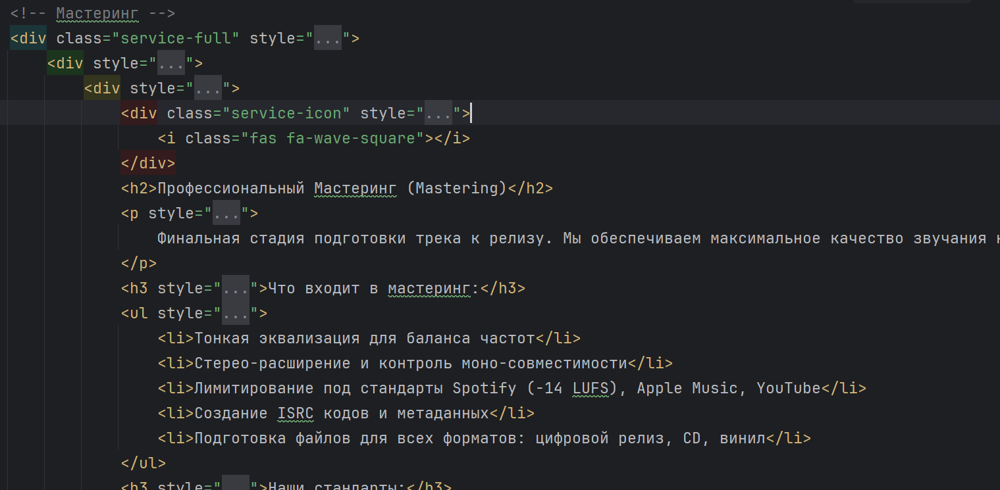 <!-- Мастеринг -->
<div class="service-full" style="...">
<div style="...">
<div style="...">
<div class="service-icon" style="...">
<i class="fas fa-wave-square"></i>
</div>
<h2>Профессиональный Мастеринг (Mastering)</h2>
<p style="...">
Финальная стадия подготовки трека к релизу. Мы обеспечиваем максимальное качество звучания
</p>
<h3 style="...">Что входит в мастеринг:</h3>
<ul style="...">
<li>Тонкая эквализация для баланса частот</li>
<li>Стерео-расширение и контроль моно-совместимости</li>
<li>Лимитирование под стандарты Spotify (-14 LUFS), Apple Music, YouTube</li>
<li>Создание ISRC кодов и метаданных</li>
<li>Подготовка файлов для всех форматов: цифровой релиз, CD, винил</li>
</ul>
<h3 style="...">Наши стандарты:</h3>